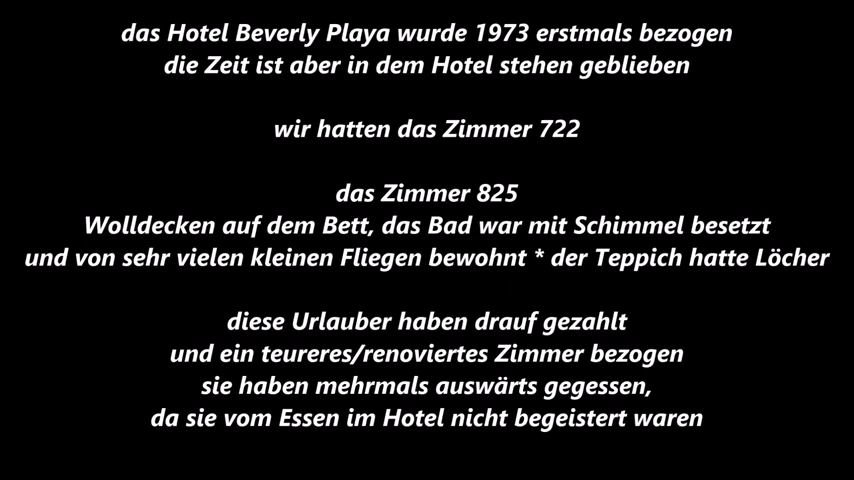 das Hotel Beverly Playa wurde 1973 erstmals bezogen
die Zeit ist aber in dem Hotel stehen geblieben
wir hatten das Zimmer 722
das Zimmer 825
Wolldecken auf dem Bett, das Bad war mit Schimmel besetzt
und von sehr vielen kleinen Fliegen bewohnt * der Teppich hatte Löcher
diese Urlauber haben drauf gezahlt
und ein teureres/renoviertes Zimmer bezogen
sie haben mehrmals auswärts gegessen,
da sie vom Essen im Hotel nicht begeistert waren